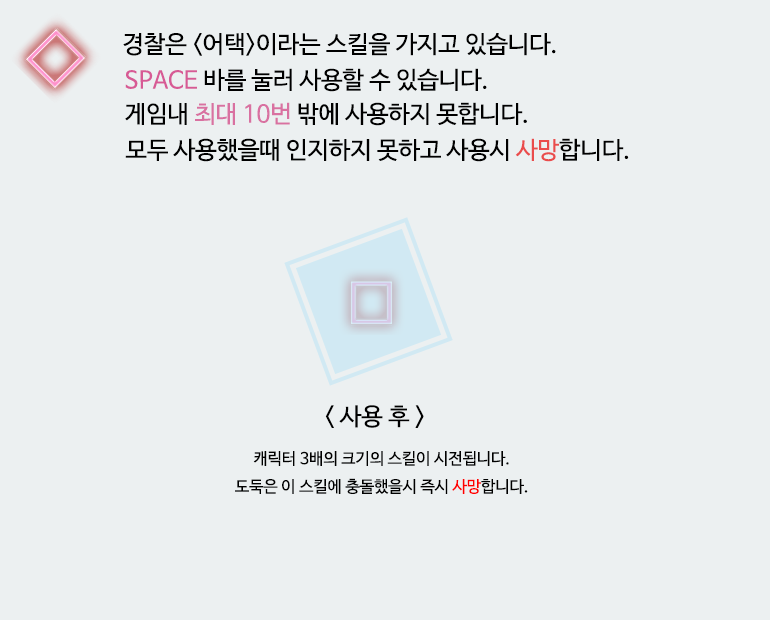 경찰은 <어택>이라는 스킬을 가지고 있습니다.
SPACE 바를 눌러 사용할 수 있습니다.
게임내 최대 10번 밖에 사용하지 못합니다.
모두 사용했을때 인지하지 못하고 사용시 사망합니다.
< 사용 후 >
캐릭터 3배의 크기의 스킬이 시전됩니다.
도둑은 이 스킬에 충돌했을시 즉시 사망합니다.